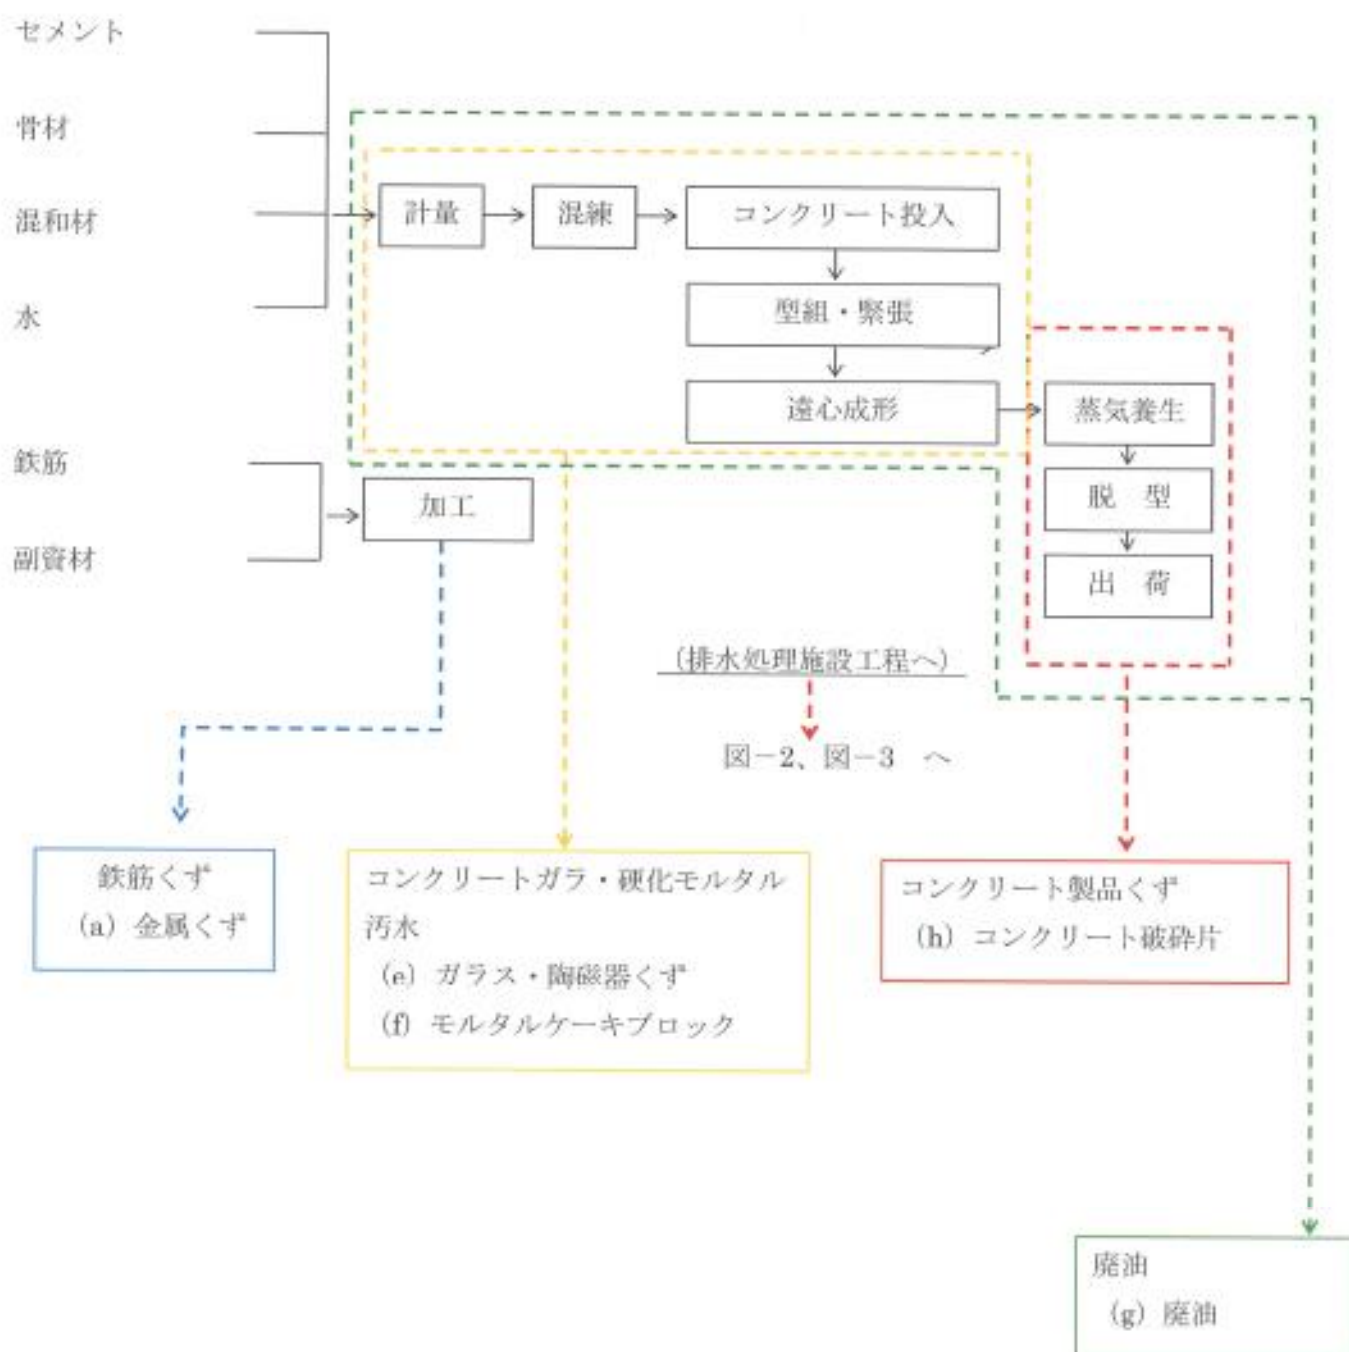 セメント
骨材
混和材
水
計量
混練
コンクリート投入
型組・緊張
遠心成形
蒸気養生
脱 型
出 荷
鉄筋
副資材
加工
(排水処理施設工程へ)
図－2、図－3 へ
鉄筋くず
(a) 金属くず
コンクリートガラ・硬化モルタル
汚水
(e) ガラス・陶磁器くず
(f) モルタルケーキブロック
コンクリート製品くず
(h) コンクリート破砕片
廃油
(g) 廃油